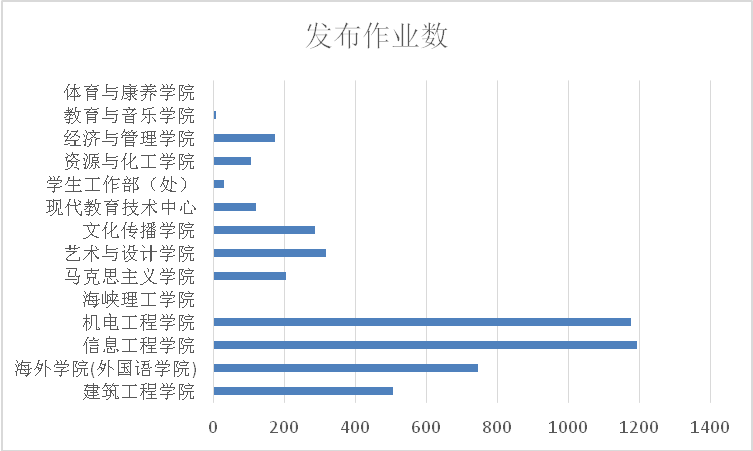 发布作业数
体育与康养学院
教育与音乐学院
经济与管理学院
资源与化工学院
学生工作部（处）
现代教育技术中心
文化传播学院
艺术与设计学院
马克思主义学院
海峡理工学院
机电工程学院
信息工程学院
海外学院(外国语学院)
建筑工程学院
0 200 400 600 800 1000 1200 1400